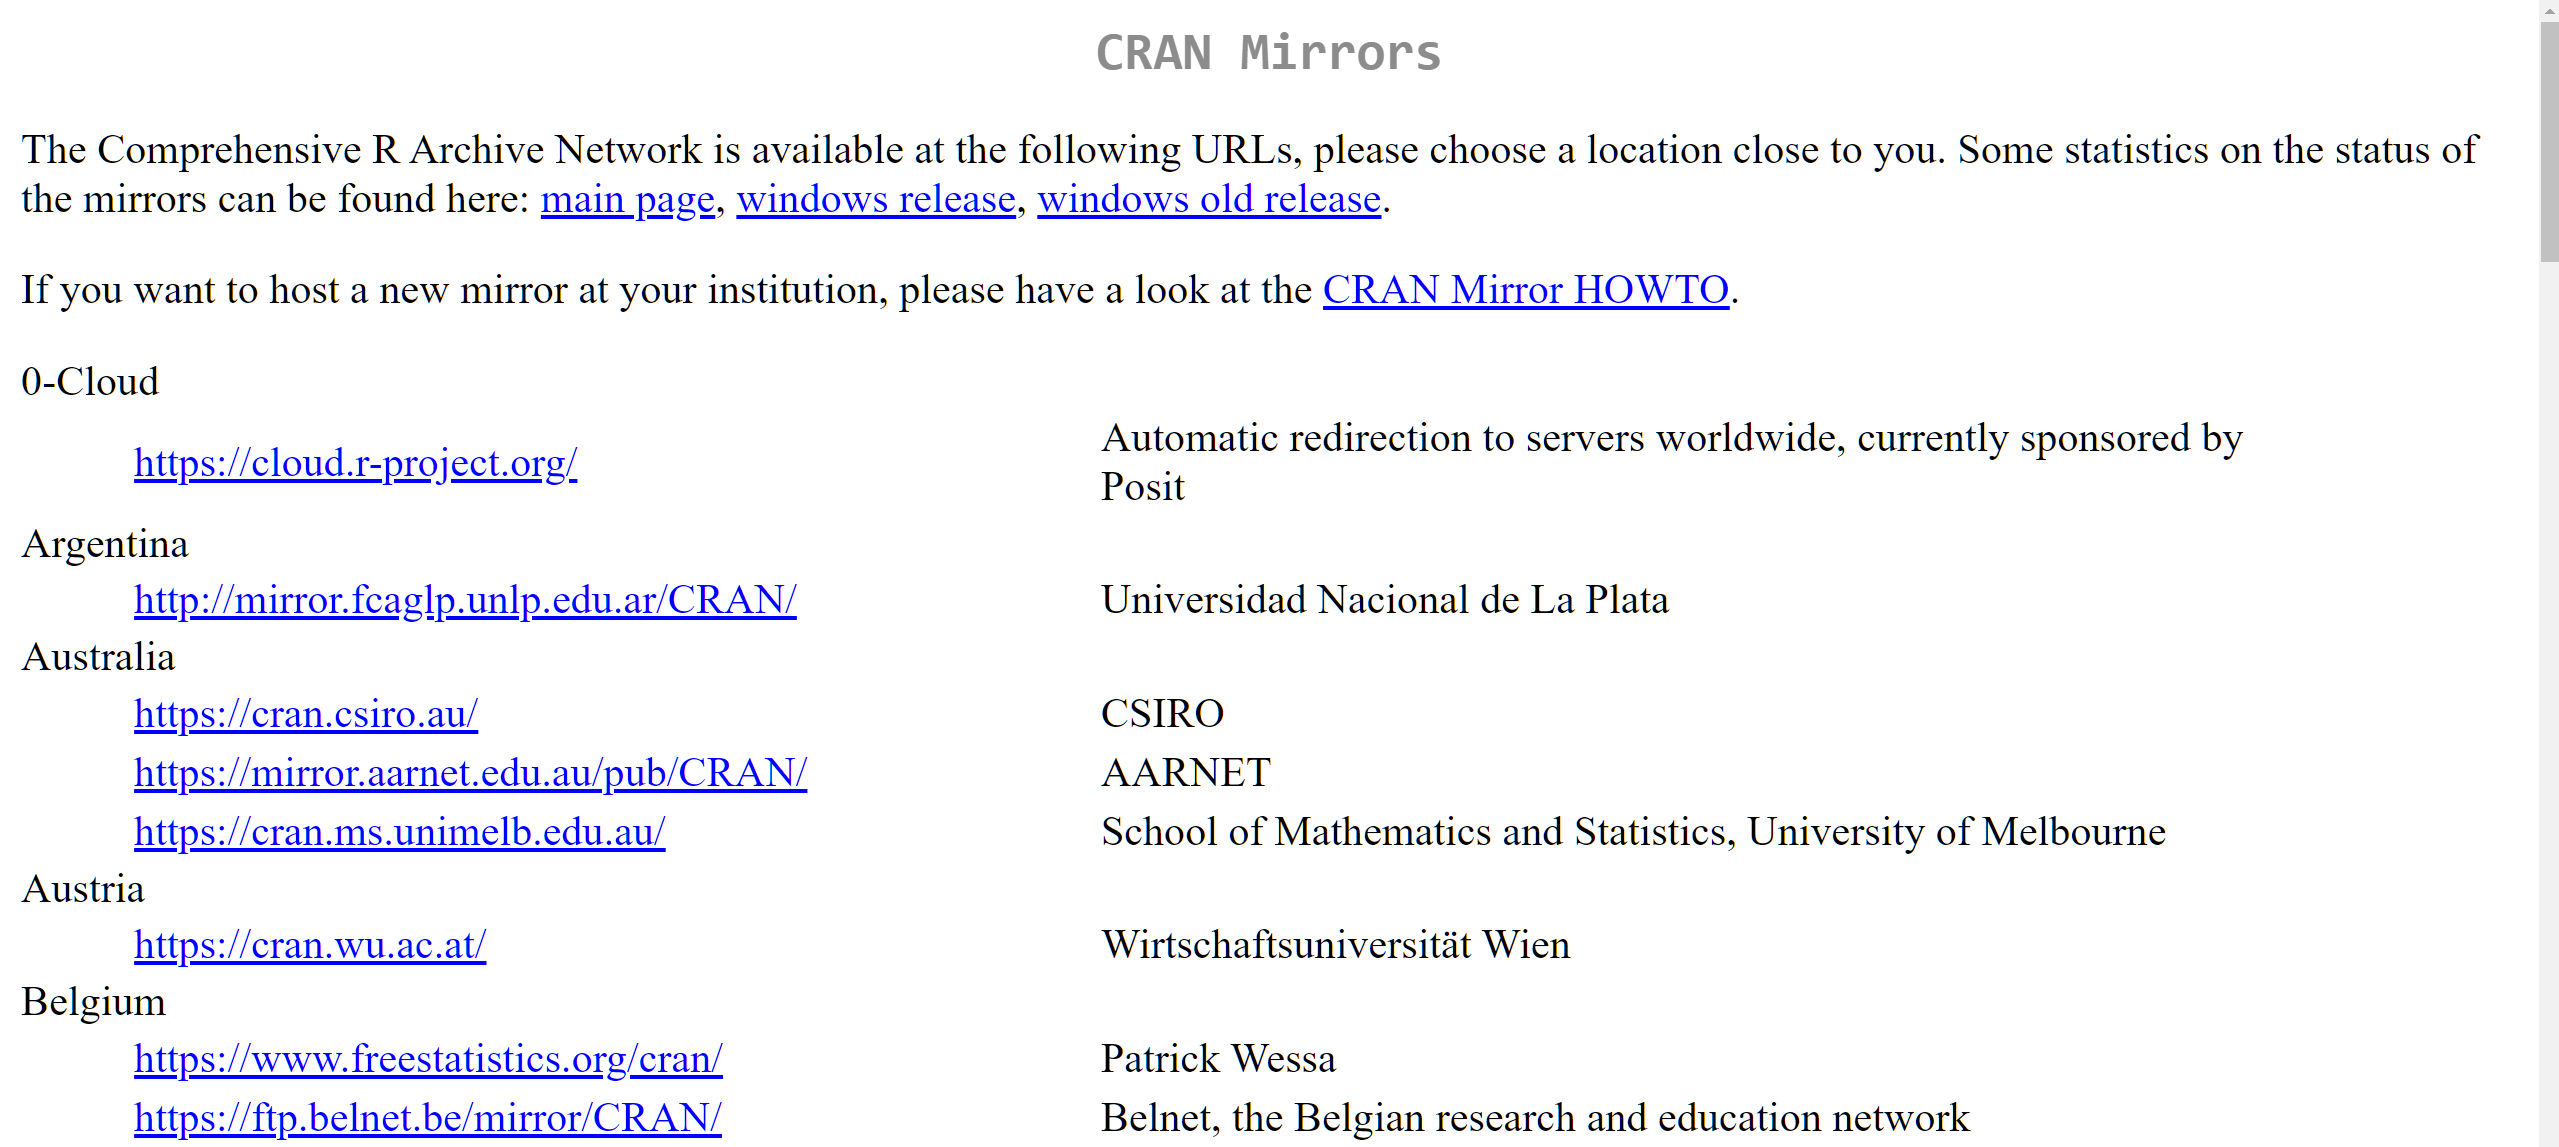 CRAN Mirrors
The Comprehensive R Archive Network is available at the following URLs, please choose a location close to you. Some statistics on the status of
the mirrors can be found here: main page, windows release, windows old release.
If you want to host a new mirror at your institution, please have a look at the CRAN Mirror HOWTO.
0-Cloud
https://cloud.r-project.org/ Automatic redirection to servers worldwide, currently sponsored by
Posit
Argentina
http://mirror.fcaglp.unlp.edu.ar/CRAN/ Universidad Nacional de La Plata
Australia
https://cran.csiro.au/ CSIRO
https://mirror.aarnet.edu.au/pub/CRAN/ AARNET
https://cran.ms.unimelb.edu.au/ School of Mathematics and Statistics, University of Melbourne
Austria
https://cran.wu.ac.at/ Wirtschaftsuniversität Wien
Belgium
https://www.freestatistics.org/cran/ Patrick Wessa
https://ftp.belnet.be/mirror/CRAN/ Belnet, the Belgian research and education network